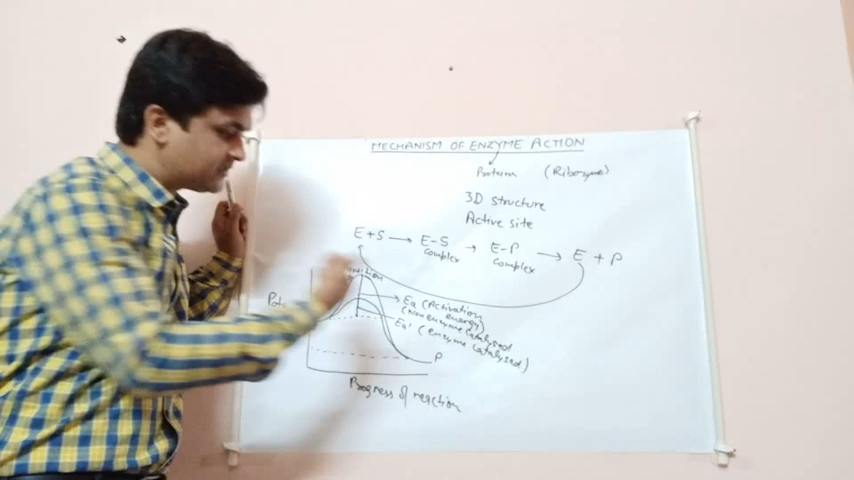 MECHANISM OF ENZYME ACTION
Proteins (Ribozyme)
3D structure
Active site
E+S → E-S → E-P → E + P
complex complex
Ea (Activation
energy)
(Non enzyme catalysed
Ea' (enzyme catalysed)
P
Progress of reaction